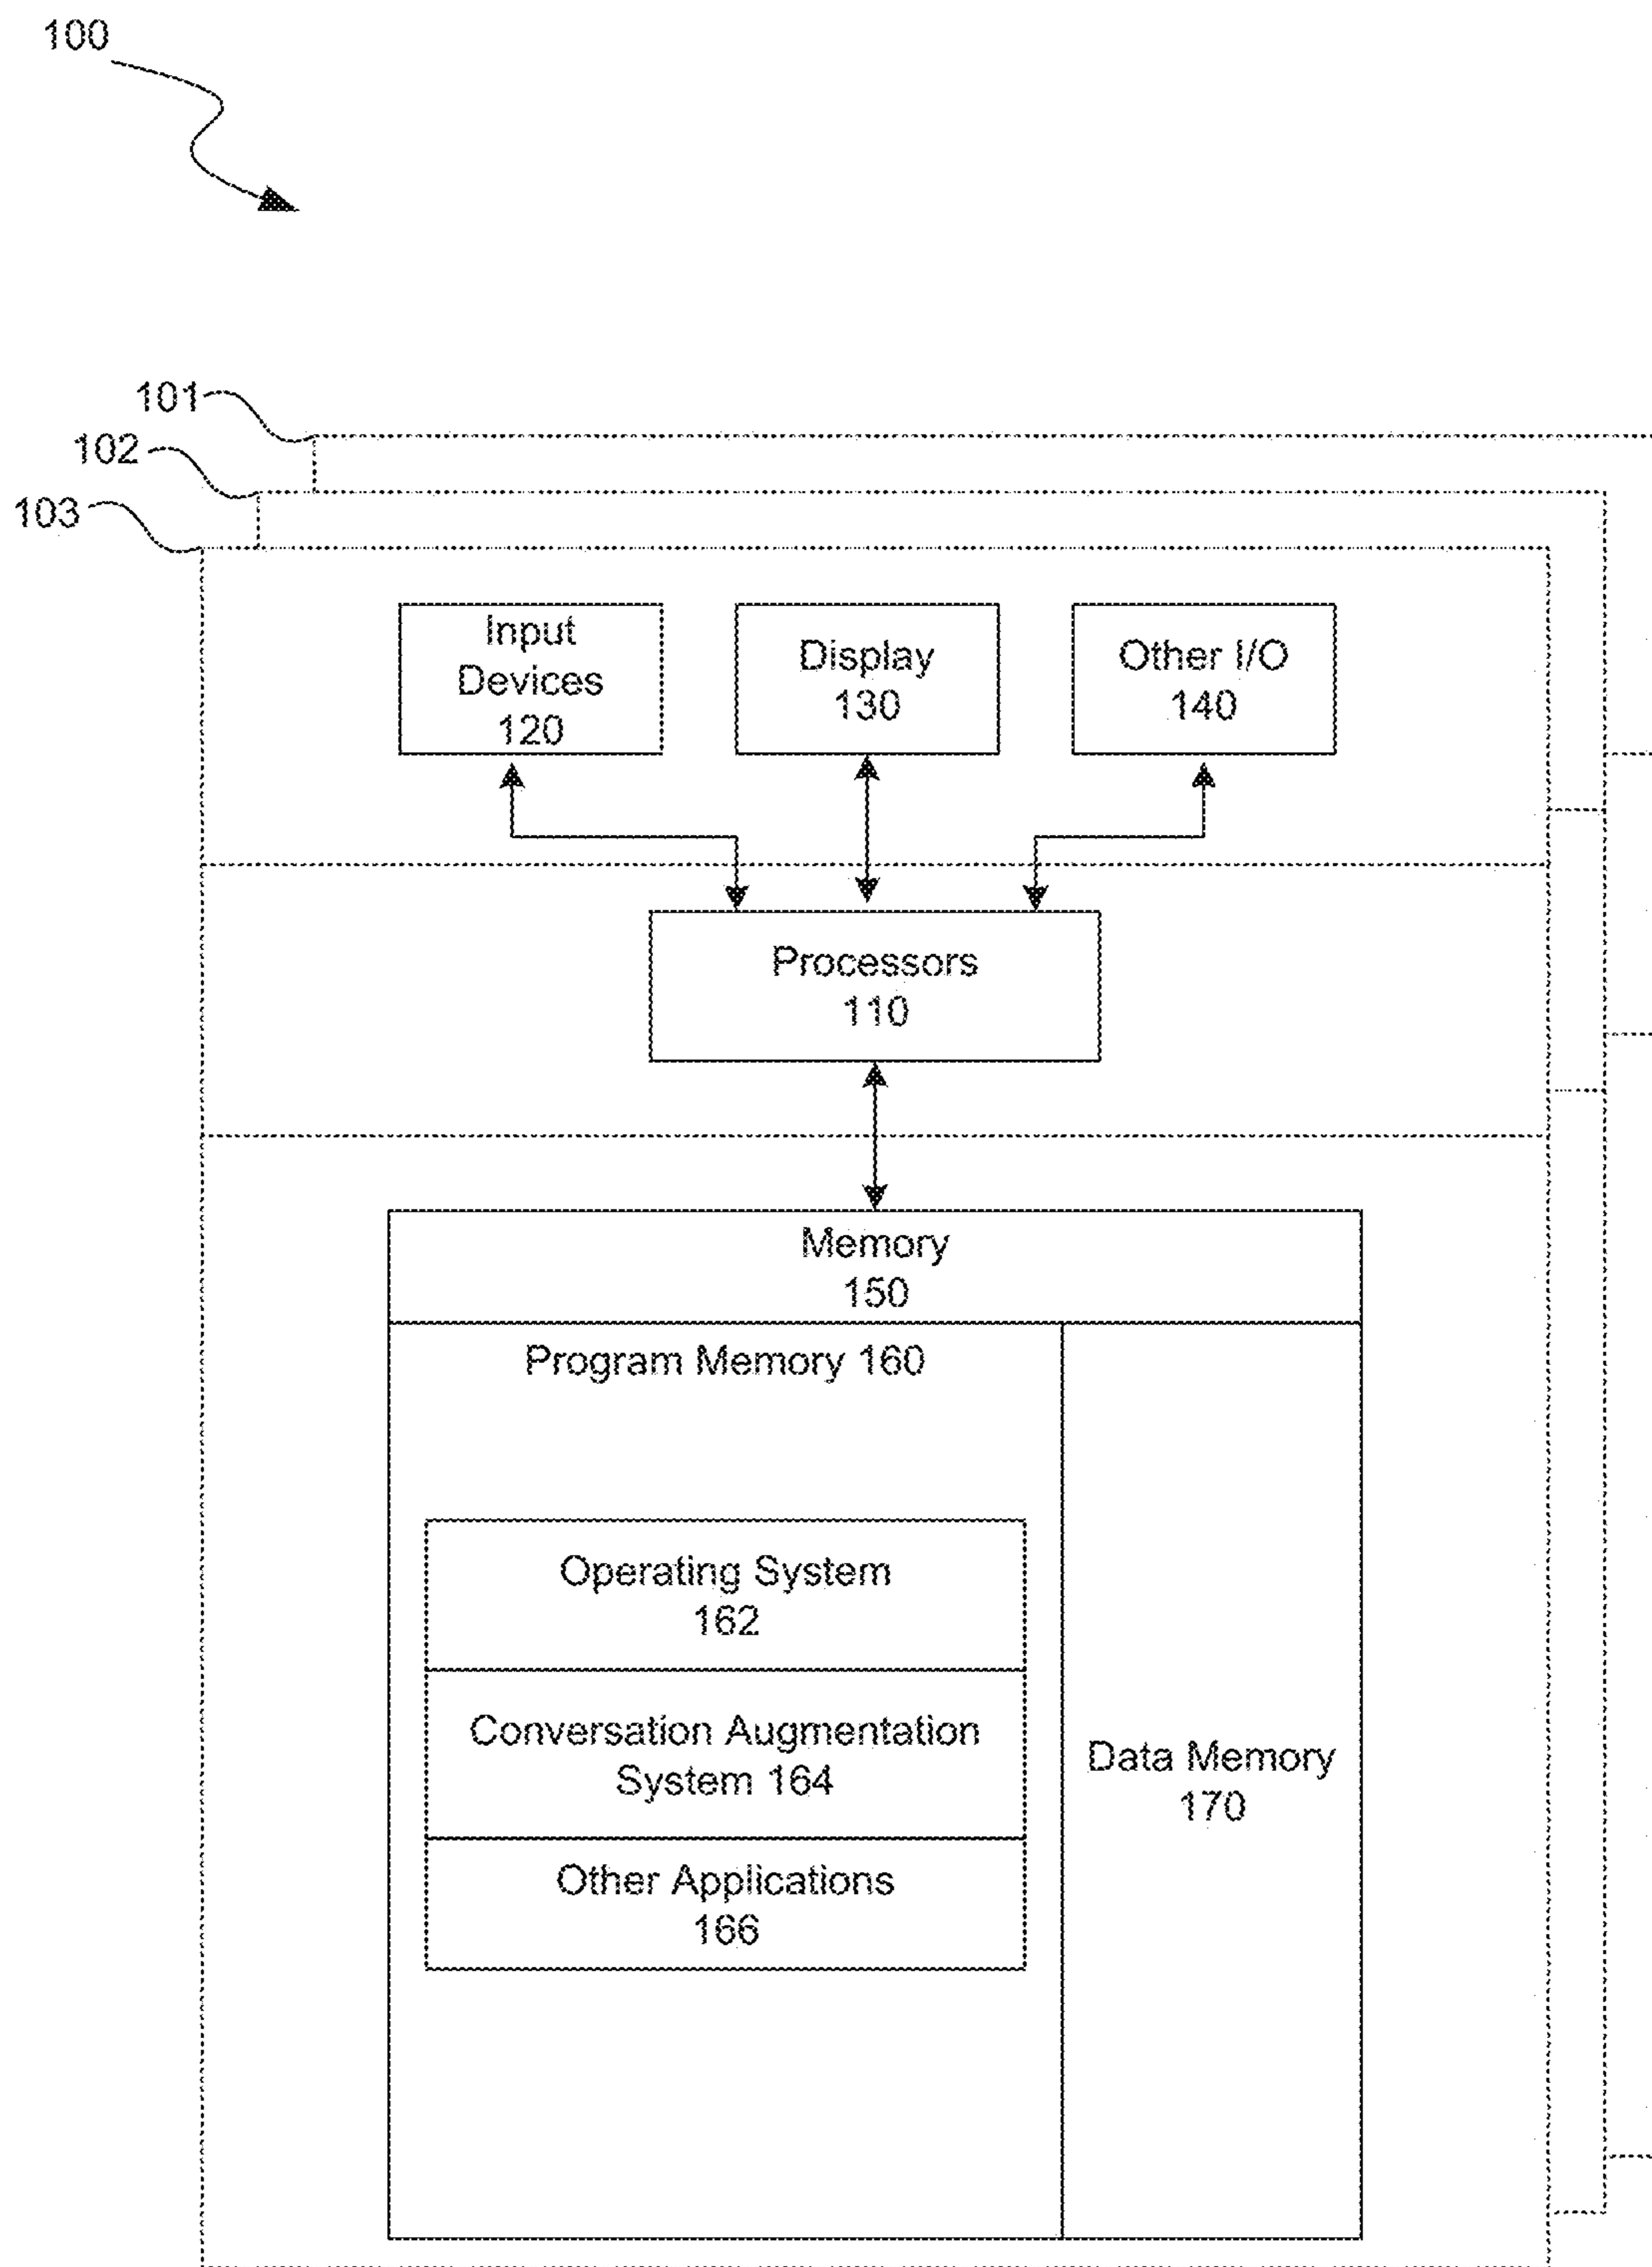 100
101
102
103
Input
Devices
120
Display
130
Other I/O
140
Processors
110
Memory
150
Program Memory 160
Operating System
162
Conversation Augmentation
System 164
Other Applications
166
Data Memory
170